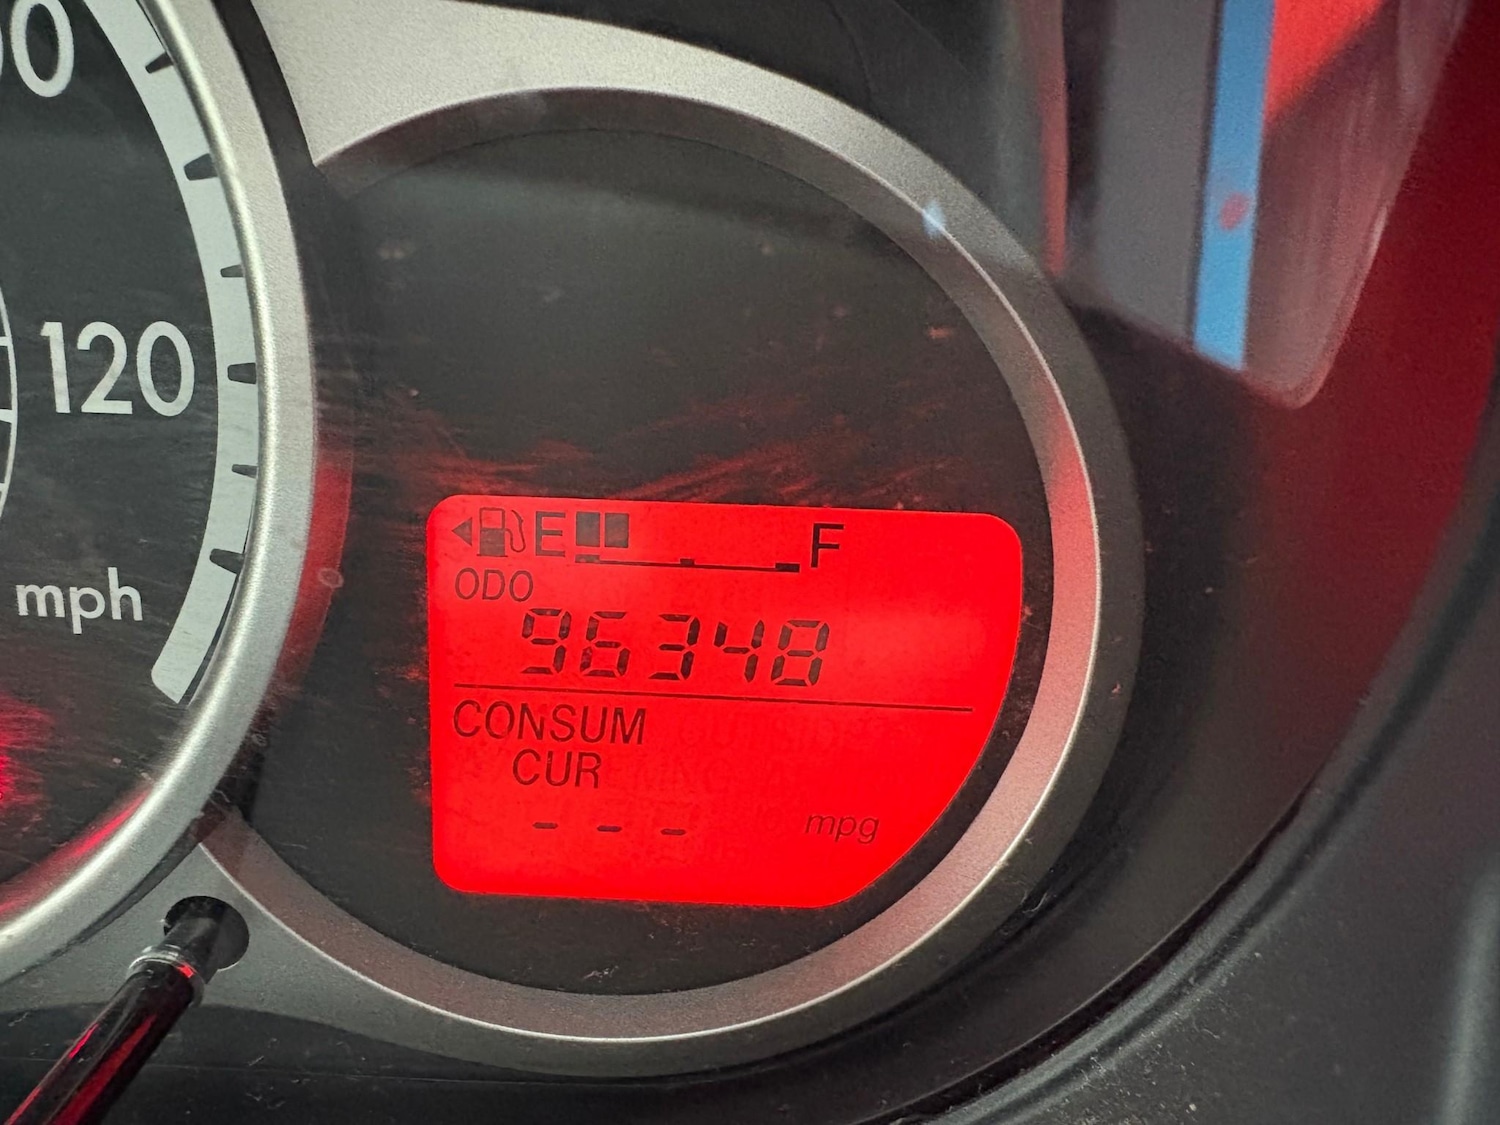 120
mph
E F
ODO
96348
CONSUM
CUR
--- mpg